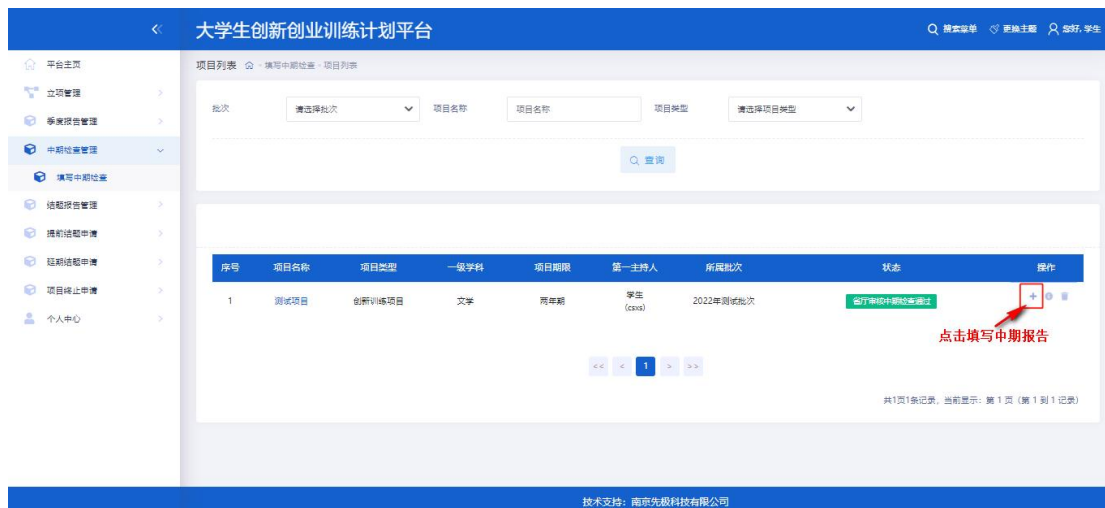 大学生创新创业训练计划平台
搜索菜单 更换主题 您好, 学生
平台主页
立项管理
季度报告管理
中期检查管理
填写中期检查
结题报告管理
提前结题申请
延期结题申请
项目终止申请
个人中心
项目列表 - 填写中期检查 - 项目列表
批次 请选择批次 项目名称 项目名称 项目类型 请选择项目类型
查询
序号 项目名称 项目类型 一级学科 项目期限 第一主持人 所属批次 状态 操作
1 测试项目 创新训练项目 文学 两年期 学生 (csxs) 2022年测试批次 省厅审核中期检查通过
点击填写中期报告
<< < 1 > >>
共1页1条记录, 当前显示: 第 1 页 (第 1 到 1 记录)
技术支持: 南京先极科技有限公司